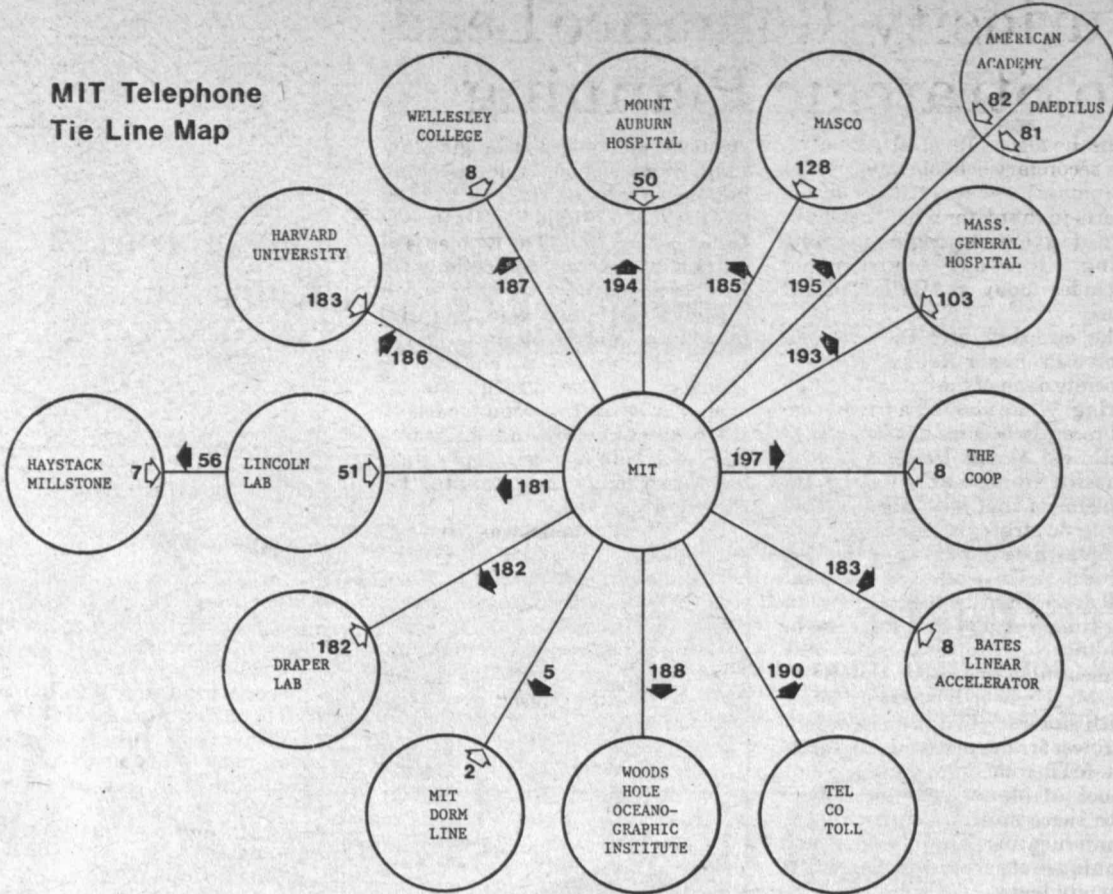 MIT Telephone
Tie Line Map
WELLESLEY
COLLEGE
8
187
MOUNT
AUBURN
HOSPITAL
50
194
MASCO
128
185
AMERICAN
ACADEMY
82
DAEDILUS
81
195
HARVARD
UNIVERSITY
183
186
MASS.
GENERAL
HOSPITAL
103
193
HAYSTACK
MILLSTONE
7
56
LINCOLN
LAB
51
181
MIT
197
8
THE
COOP
182
182
DRAPER
LAB
183
8
BATES
LINEAR
ACCELERATOR
5
2
MIT
DORM
LINE
188
WOODS
HOLE
OCEANO-
GRAPHIC
INSTITUTE
190
TEL
CO
TOLL